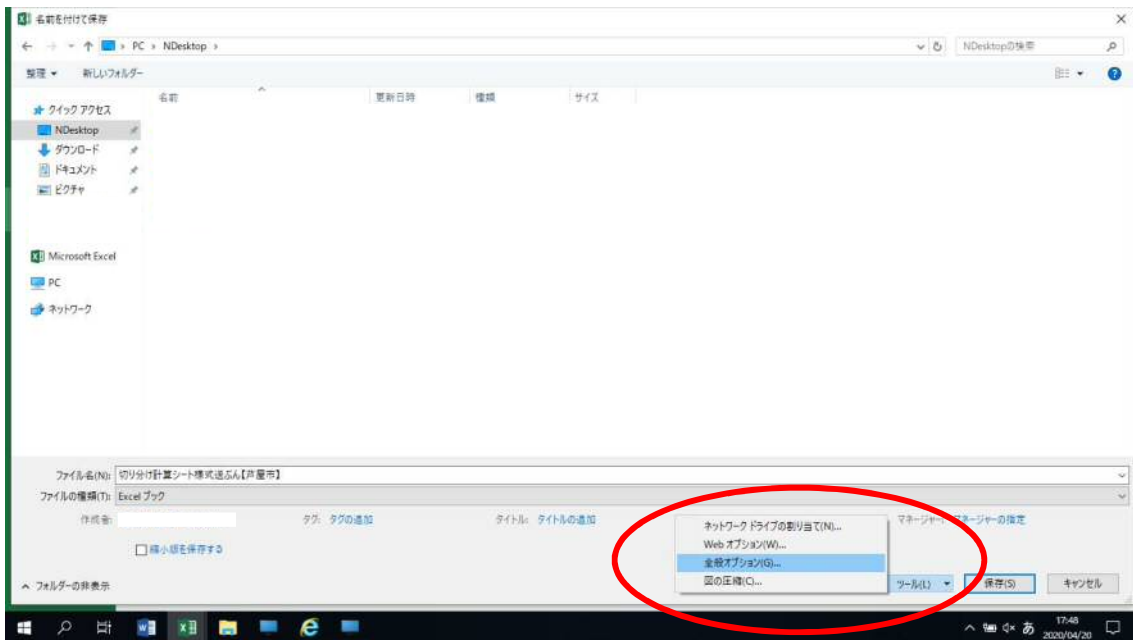 名前を付けて保存
PC › NDesktop ›
NDesktopの検索
整理
新しいフォルダー
名前
更新日時
種類
サイズ
クイック アクセス
NDesktop
ダウンロード
ドキュメント
ピクチャ
Microsoft Excel
PC
ネットワーク
ファイル名(N): 切り分け計算シート様式送ぶん【芦屋市】
ファイルの種類(T): Excel ブック
作成者:
タグ: タグの追加
タイトル: タイトルの追加
マネージャー: マネージャーの指定
縮小版を保存する
ネットワーク ドライブの割り当て(N)...
Web オプション(W)...
全般オプション(G)...
図の圧縮(C)...
フォルダーの非表示
ツール(L)
保存(S)
キャンセル
あ
17:48
2020/04/20